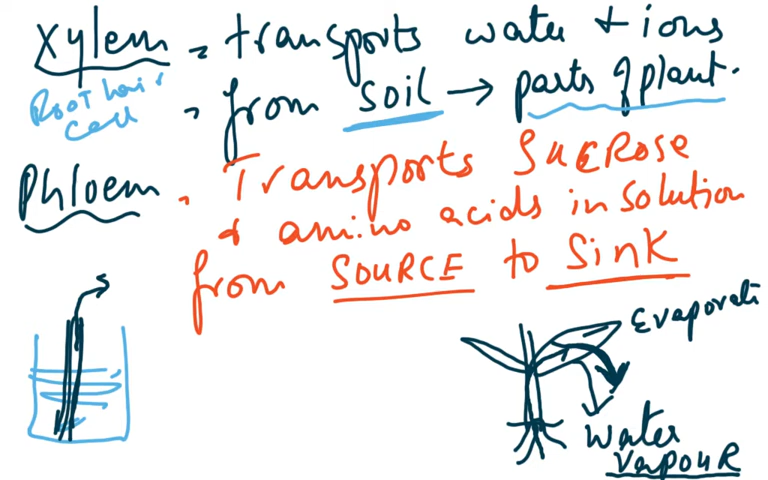 Xylem - transports water & ions
Root hair
Cell
- from soil → parts of plant.
Phloem - Transports SUCROSE
& amino acids in solution
from SOURCE to Sink
Evaporati
Water
VapouR